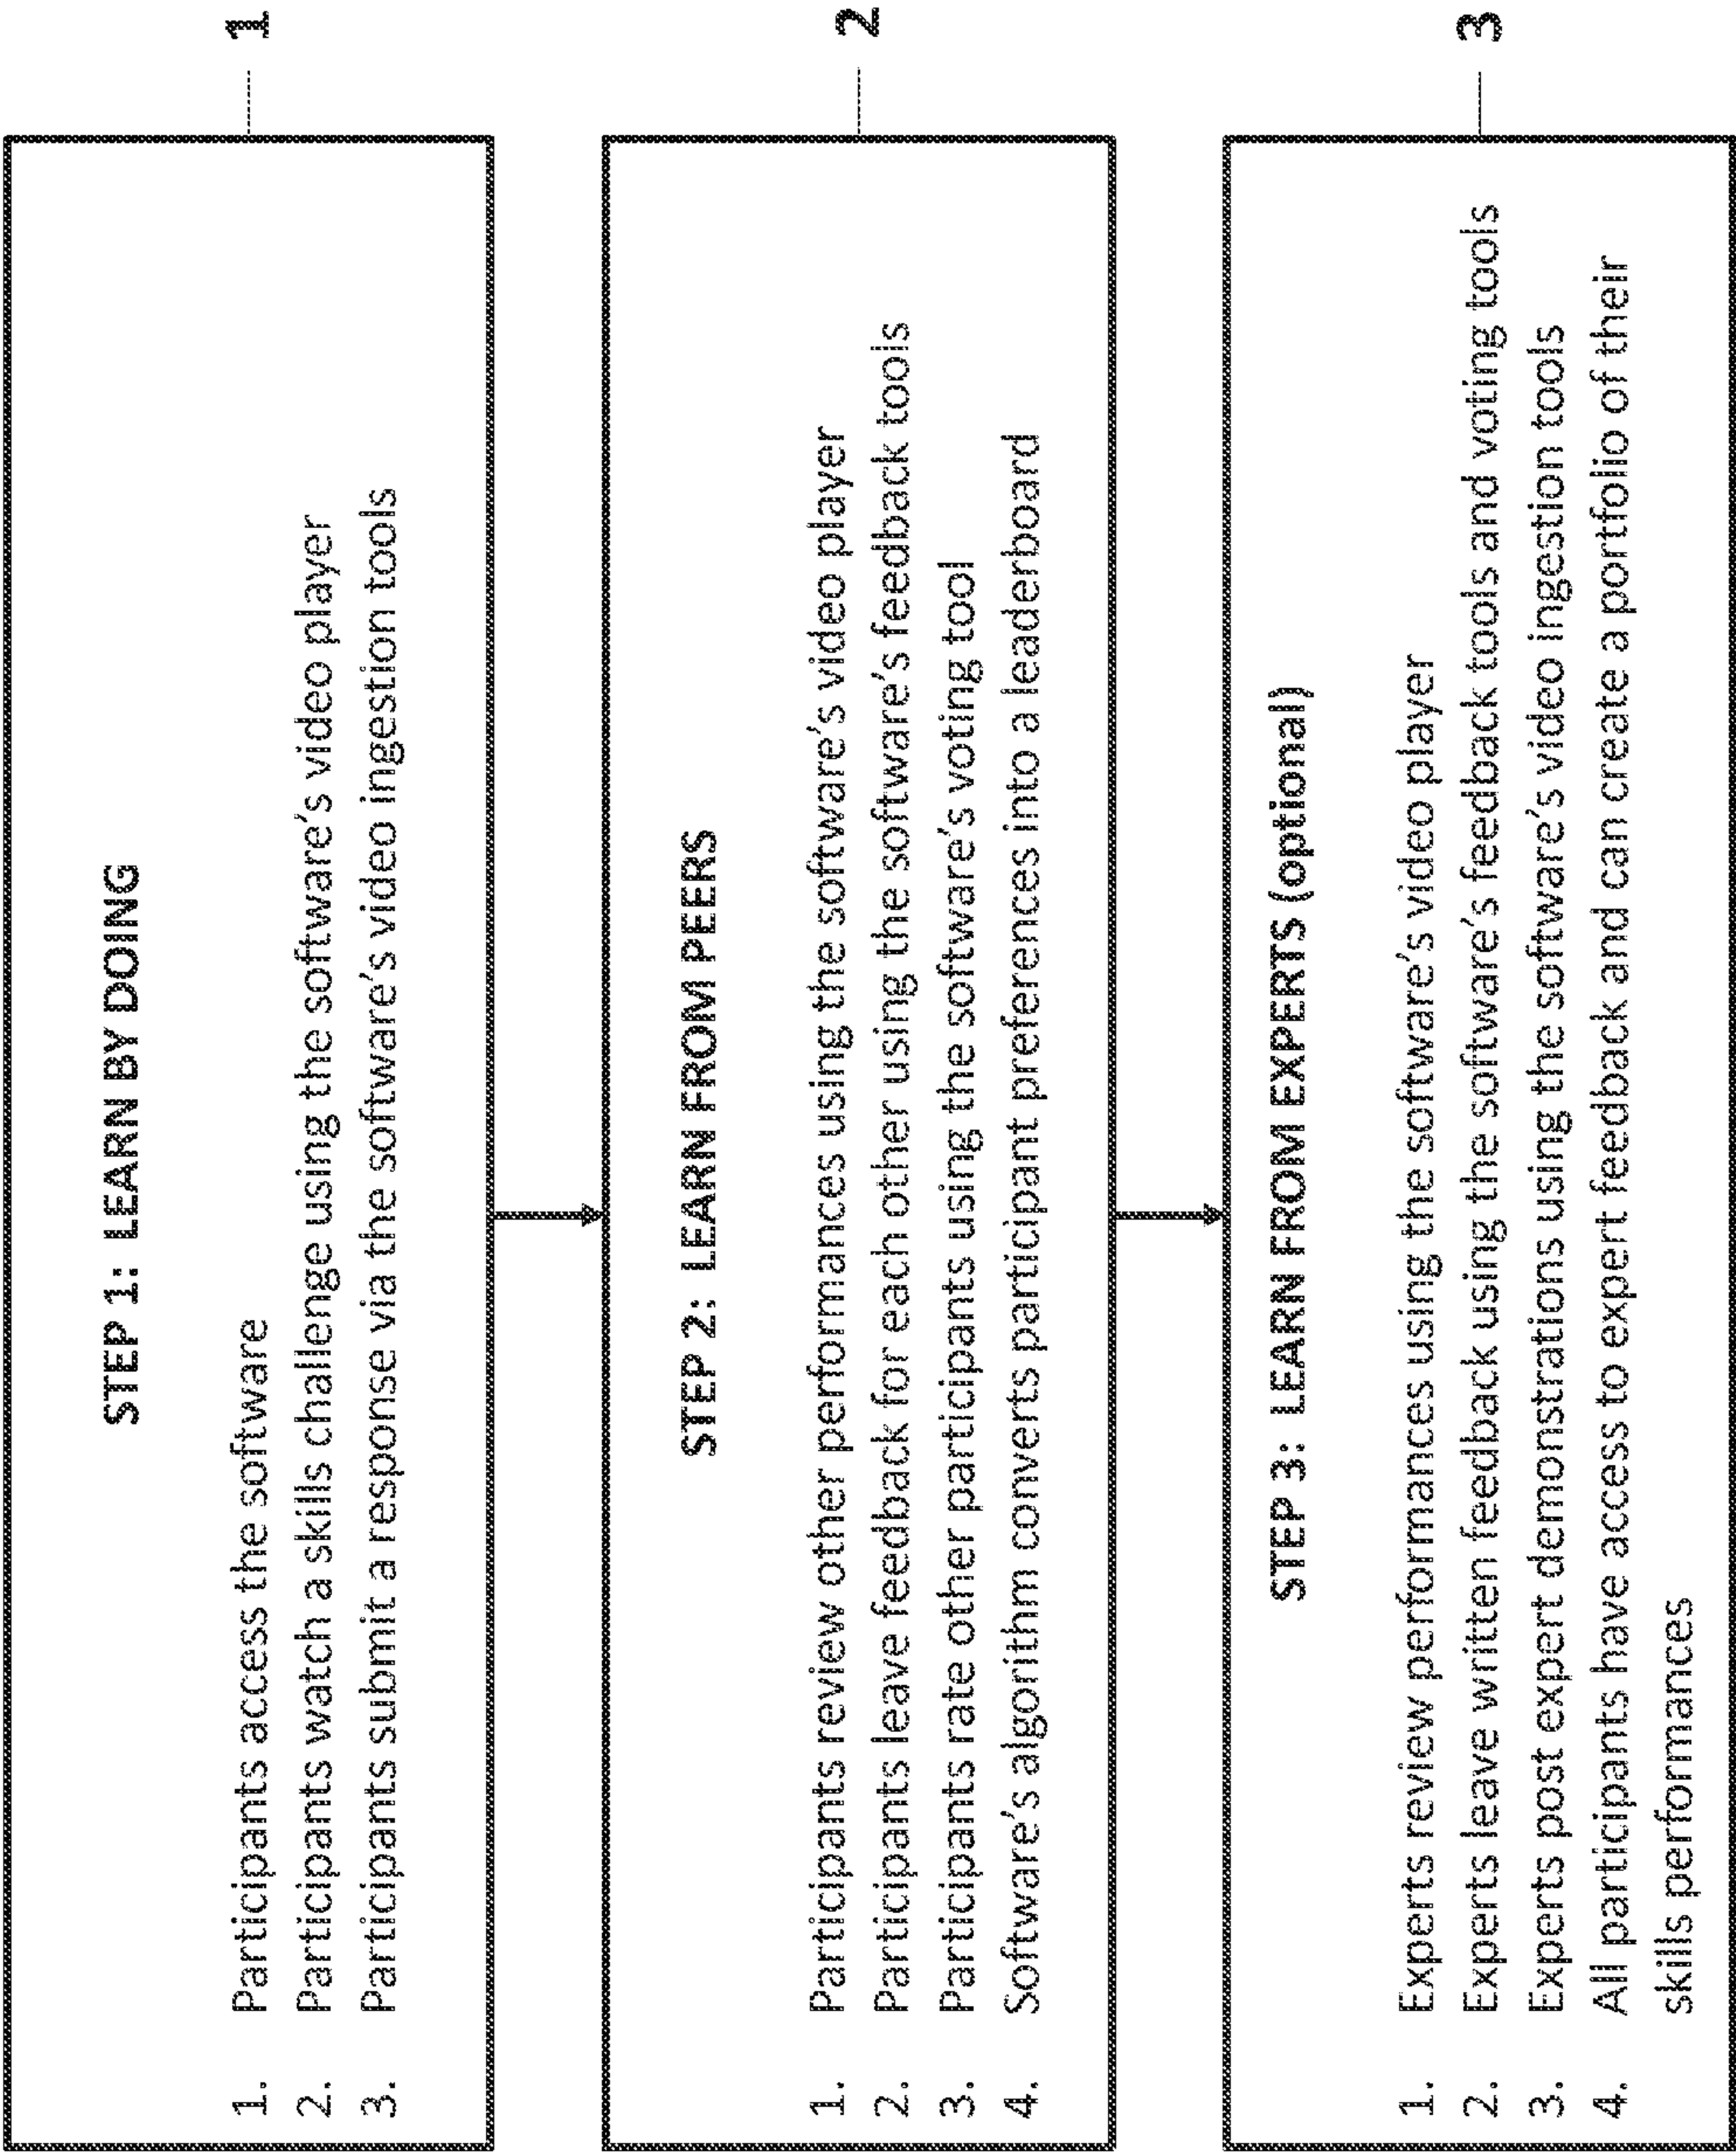 STEP 1: LEARN BY DOING
1. Participants access the software
2. Participants watch a skills challenge using the software's video player
3. Participants submit a response via the software's video ingestion tools
1
STEP 2: LEARN FROM PEERS
1. Participants review other performances using the software's video player
2. Participants leave feedback for each other using the software's feedback tools
3. Participants rate other participants using the software's voting tool
4. Software's algorithm converts participant preferences into a leaderboard
2
STEP 3: LEARN FROM EXPERTS (optional)
1. Experts review performances using the software's video player
2. Experts leave written feedback using the software's feedback tools and voting tools
3. Experts post expert demonstrations using the software's video ingestion tools
4. All participants have access to expert feedback and can create a portfolio of their
skills performances
3